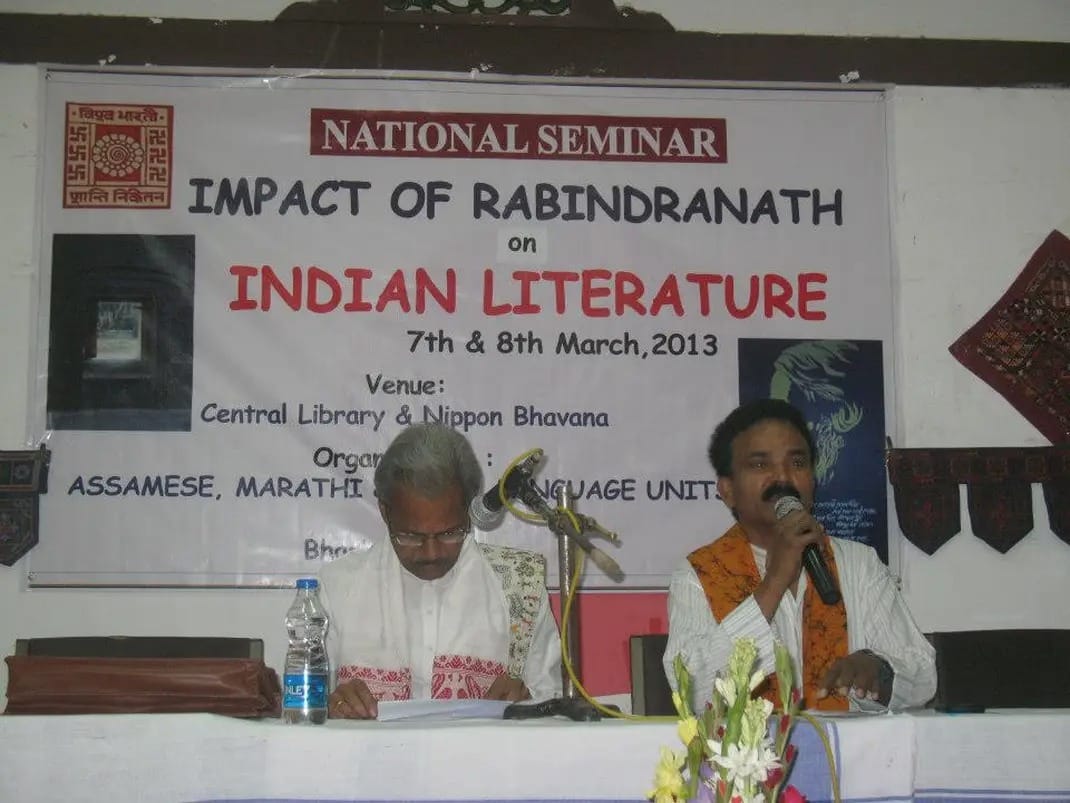 विश्व भारती
शान्ति निकेतन
NATIONAL SEMINAR
IMPACT OF RABINDRANATH
on
INDIAN LITERATURE
7th & 8th March, 2013
Venue:
Central Library & Nippon Bhavana
:
ASSAMESE, MARATHI UNITS